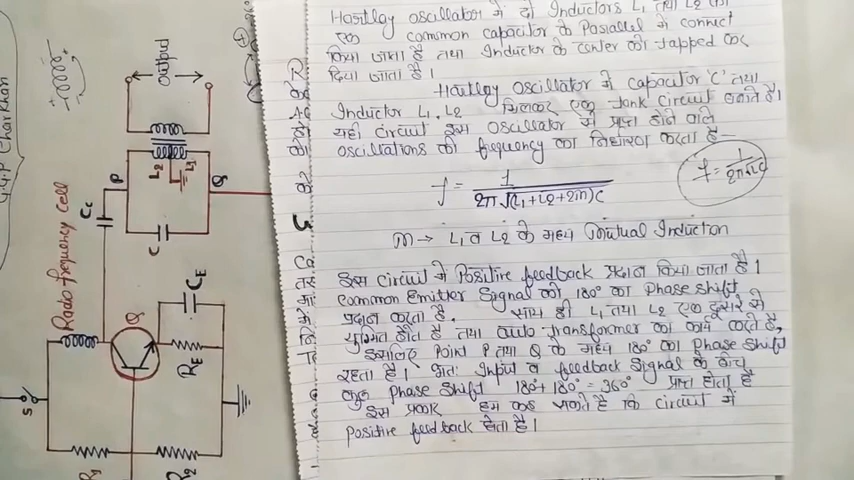 Hartley oscillator में दो Inductors L1 तथा L2 को
एक common capacitor के Parallel में connect
किया जाता है तथा Inductor के center को tapped कर
दिया जाता है।
Hartley oscillator में capacitor 'C' तथा
Inductor L1, L2 मिलकर एक tank circuit बनाते है।
यही circuit इस oscillator से प्राप्त होने वाले
oscillations की frequency का निर्धारण करता है -
f = 1 / 2π √(L1+L2+2m)C
f = 1 / 2π√LC
m → L1 व L2 के मध्य Mutual Induction
इस circuit में Positive feedback प्रदान किया जाता है।
Common Emitter Signal को 180° का Phase shift
प्रदान करता है. साथ ही L1 तथा L2 एक दूसरे से
युग्मित होते है तथा auto transformer का कार्य करते है,
इसलिए Point P तथा Q के मध्य 180° का Phase shift
रहता है। अतः Input व feedback Signal के बीच
कुल Phase shift 180°+180° = 360° प्राप्त होता है
इस प्रकार हम कह सकते है कि circuit में
Positive feedback होता है।
Output
L2
L1
P
Q
Cc
C
Rado frequency cell
Q
CE
RE
S
R1
R2